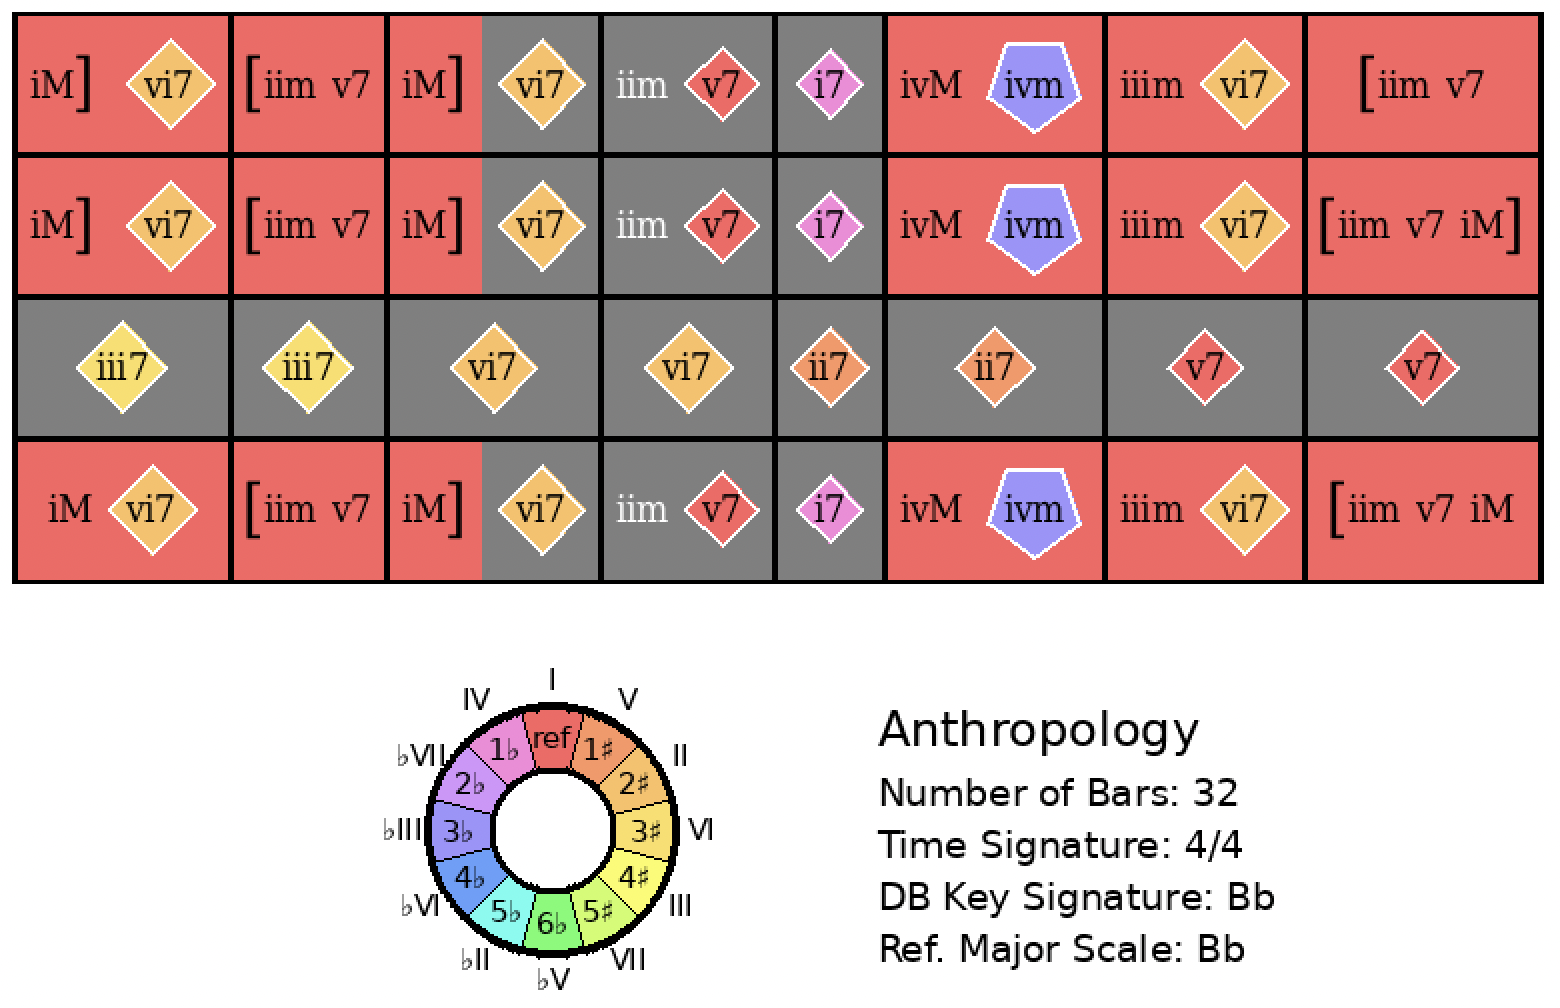 iM] vi7 [iim v7 iM] vi7 iim v7 i7 ivM ivm iiim vi7 [iim v7
iM] vi7 [iim v7 iM] vi7 iim v7 i7 ivM ivm iiim vi7 [iim v7 iM]
iii7 iii7 vi7 vi7 ii7 ii7 v7 v7
iM vi7 [iim v7 iM] vi7 iim v7 i7 ivM ivm iiim vi7 [iim v7 iM
I
IV V
♭VII II
♭III VI
♭VI III
♭II VII
♭V
ref
1♭ 1♯
2♭ 2♯
3♭ 3♯
4♭ 4♯
5♭ 5♯
6♭
Anthropology
Number of Bars: 32
Time Signature: 4/4
DB Key Signature: Bb
Ref. Major Scale: Bb